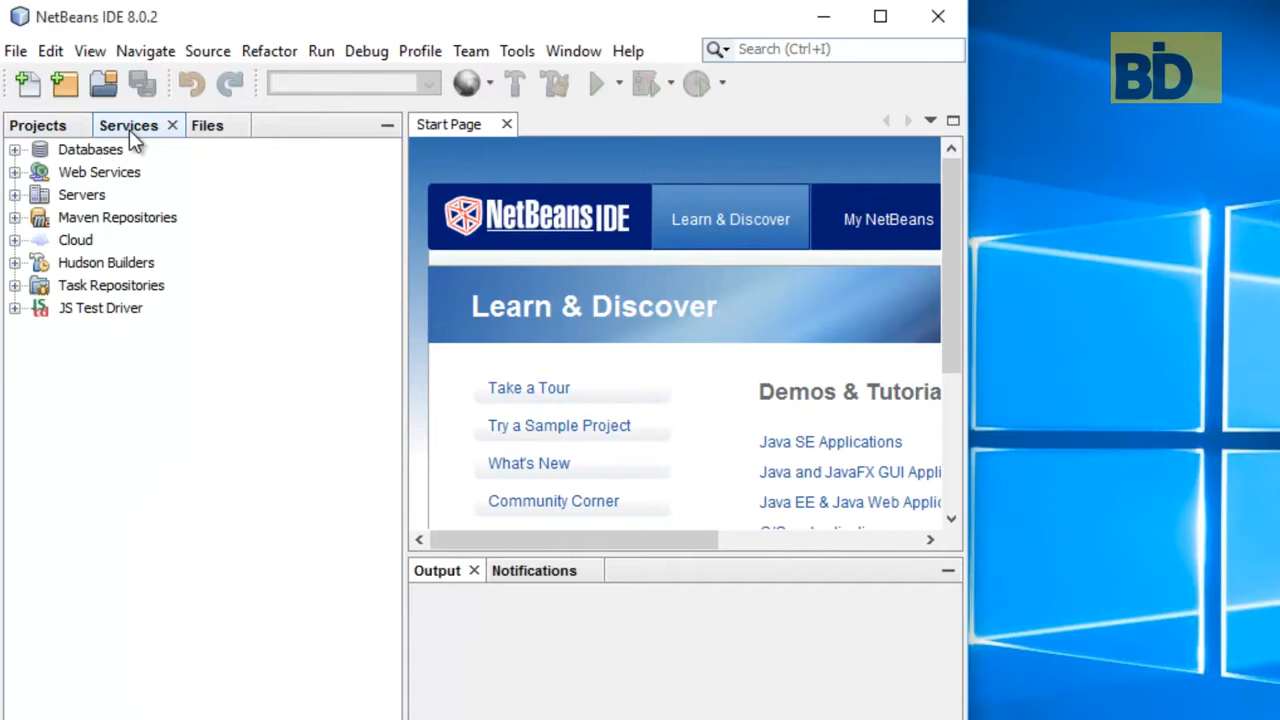 NetBeans IDE 8.0.2
File Edit View Navigate Source Refactor Run Debug Profile Team Tools Window Help
Search (Ctrl+I)
BID
Projects Services Files
Databases
Web Services
Servers
Maven Repositories
Cloud
Hudson Builders
Task Repositories
JS Test Driver
Start Page
NetBeans IDE Learn & Discover My NetBeans
Learn & Discover
Take a Tour
Try a Sample Project
What's New
Community Corner
Demos & Tutoria
Java SE Applications
Java and JavaFX GUI Appli
Java EE & Java Web Applic
Output Notifications